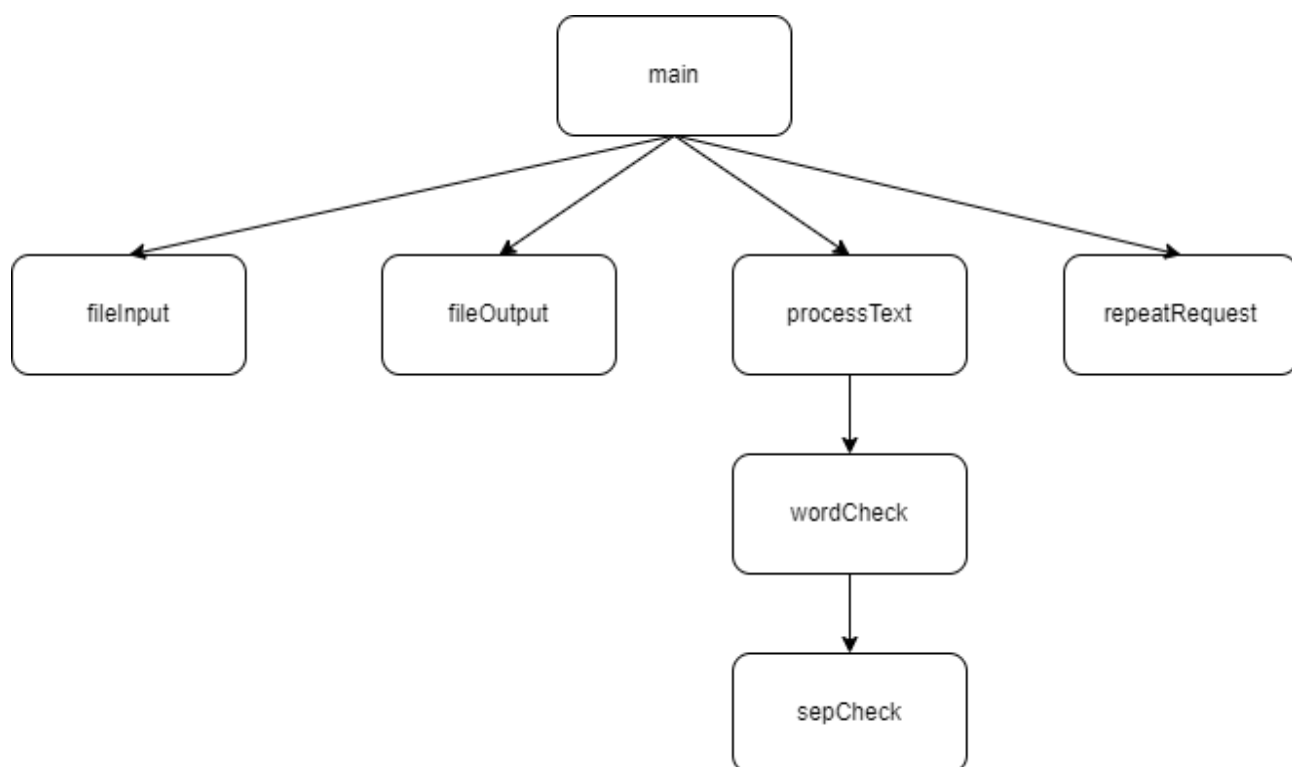 main
fileInput
fileOutput
processText
repeatRequest
wordCheck
sepCheck